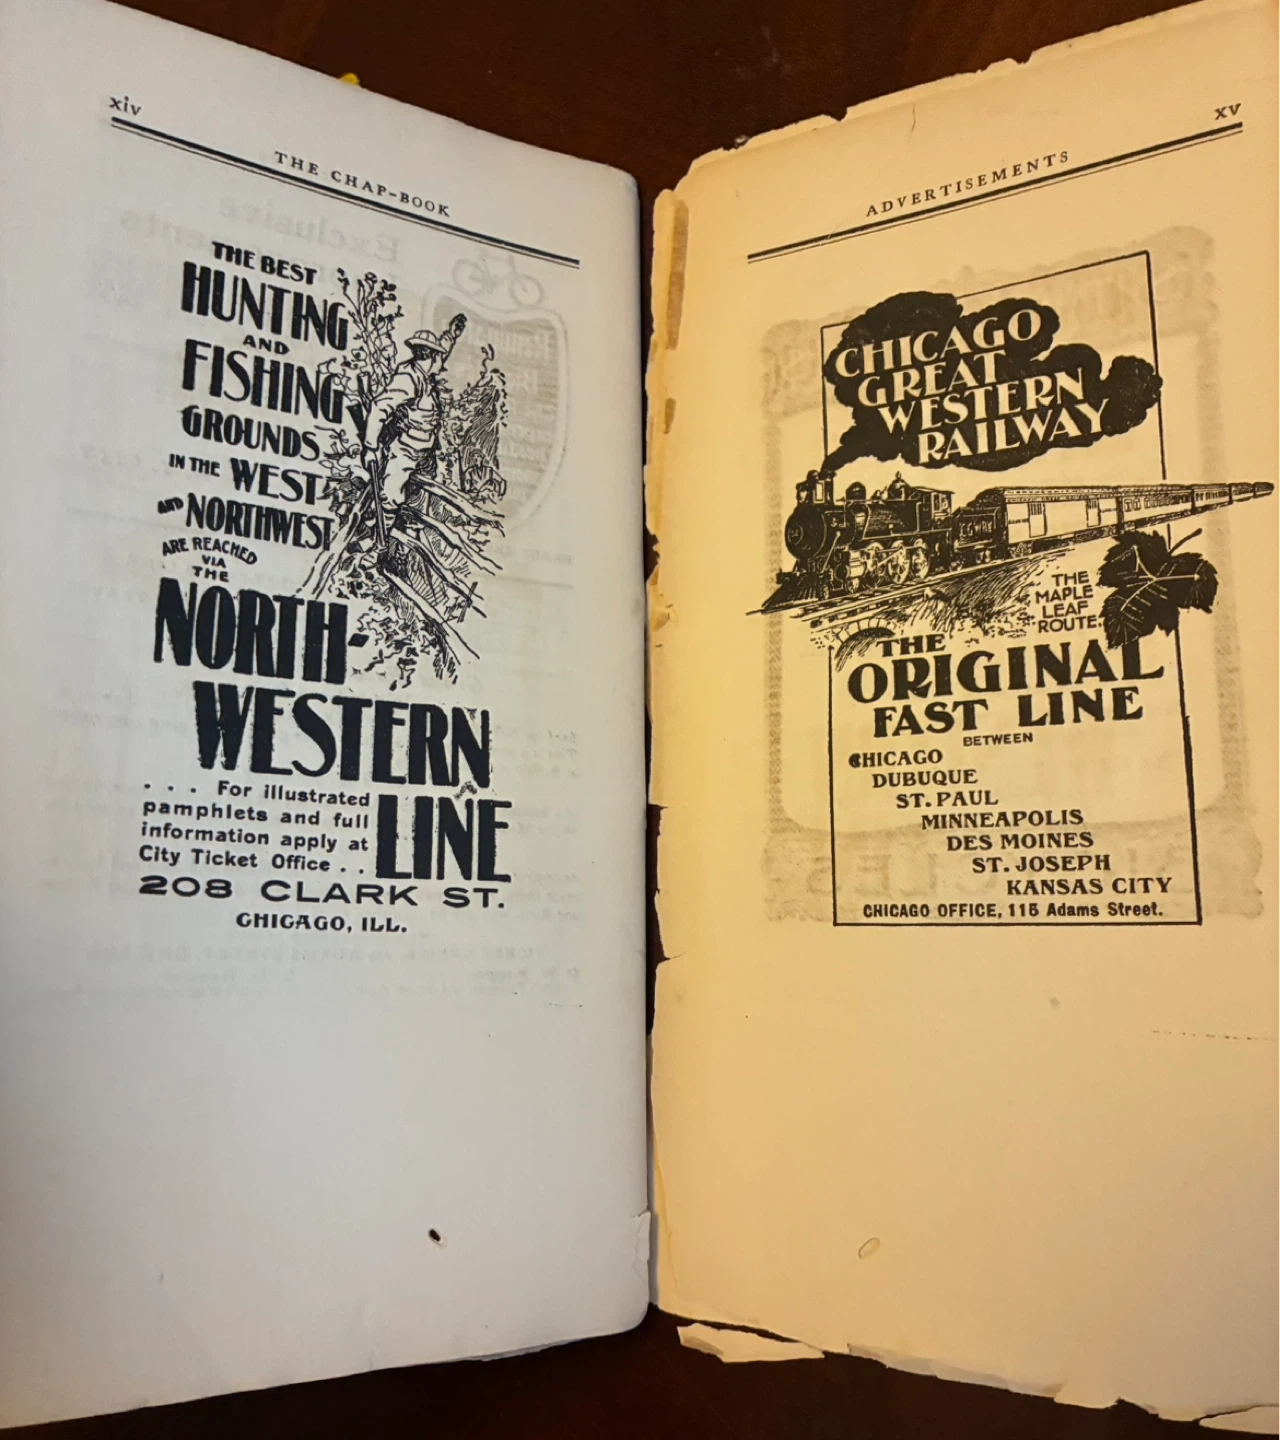 xiv
THE CHAP-BOOK
THE BEST
HUNTING
AND
FISHING
GROUNDS
IN THE WEST
AND NORTHWEST
ARE REACHED
VIA
THE
NORTH-
WESTERN
LINE
. . . For illustrated
pamphlets and full
information apply at
City Ticket Office . .
208 CLARK ST.
CHICAGO, ILL.
xv
ADVERTISEMENTS
CHICAGO
GREAT
WESTERN
RAILWAY
C.G.W.RY.
THE
MAPLE
LEAF
ROUTE.
THE
ORIGINAL
FAST LINE
BETWEEN
CHICAGO
DUBUQUE
ST. PAUL
MINNEAPOLIS
DES MOINES
ST. JOSEPH
KANSAS CITY
CHICAGO OFFICE, 115 Adams Street.